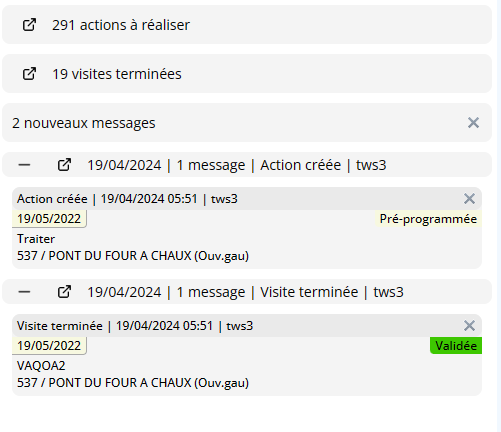 291 actions à réaliser
19 visites terminées
2 nouveaux messages
19/04/2024 | 1 message | Action créée | tws3
Action créée | 19/04/2024 05:51 | tws3
19/05/2022 Pré-programmée
Traiter
537 / PONT DU FOUR A CHAUX (Ouv.gau)
19/04/2024 | 1 message | Visite terminée | tws3
Visite terminée | 19/04/2024 05:51 | tws3
19/05/2022 Validée
VAQOA2
537 / PONT DU FOUR A CHAUX (Ouv.gau)